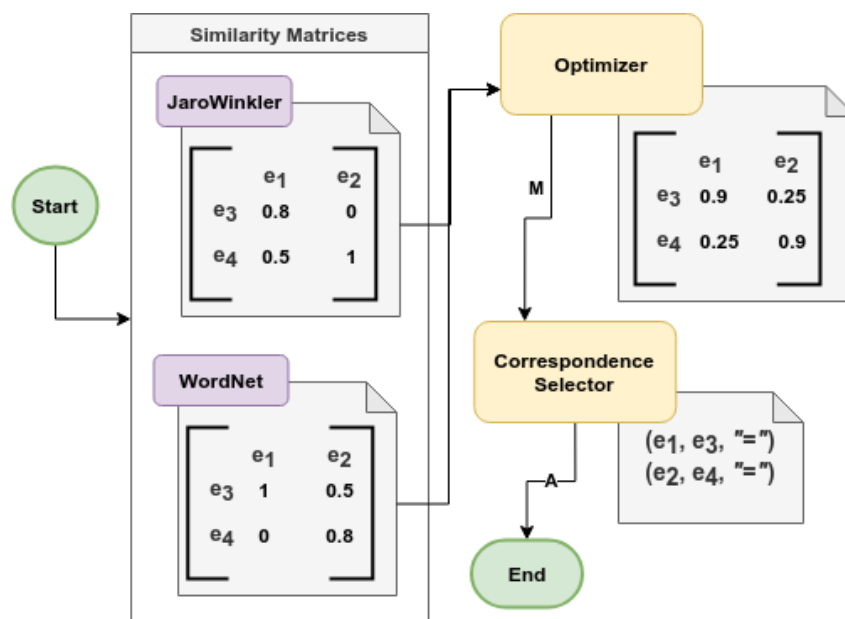 Similarity Matrices
JaroWinkler
e1 e2
e3 0.8 0
e4 0.5 1
WordNet
e1 e2
e3 1 0.5
e4 0 0.8
Start
Optimizer
e1 e2
e3 0.9 0.25
e4 0.25 0.9
M
Correspondence
Selector
(e1, e3, "=")
(e2, e4, "=")
A
End